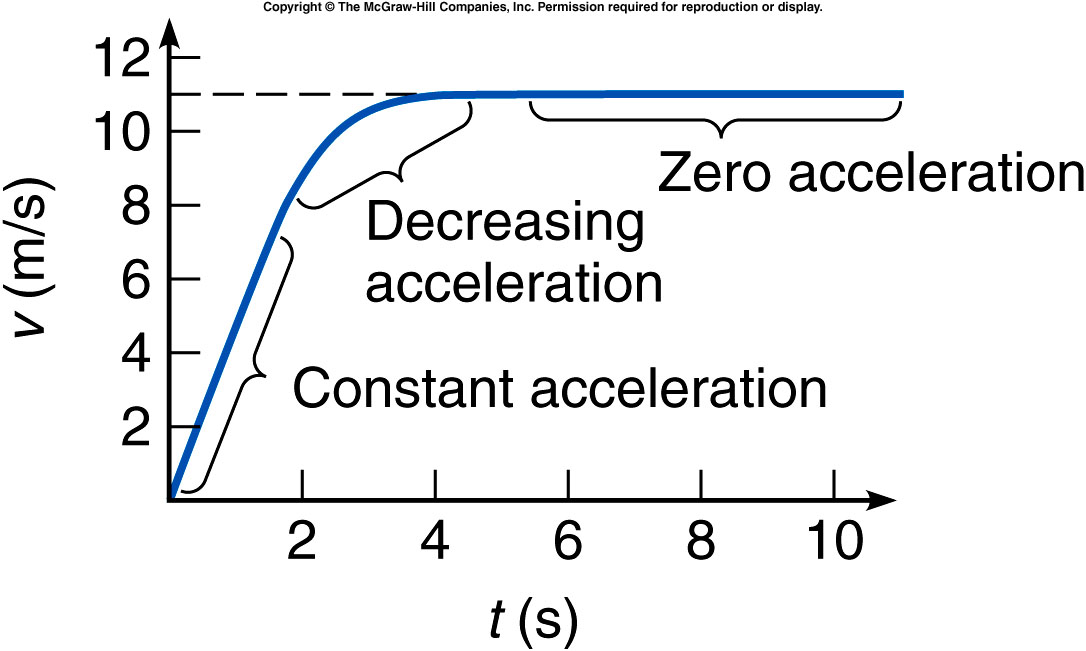 Copyright © The McGraw-Hill Companies, Inc. Permission required for reproduction or display.
12
10
8
6
4
2
v (m/s)
Zero acceleration
Decreasing
acceleration
Constant acceleration
2 4 6 8 10
t (s)